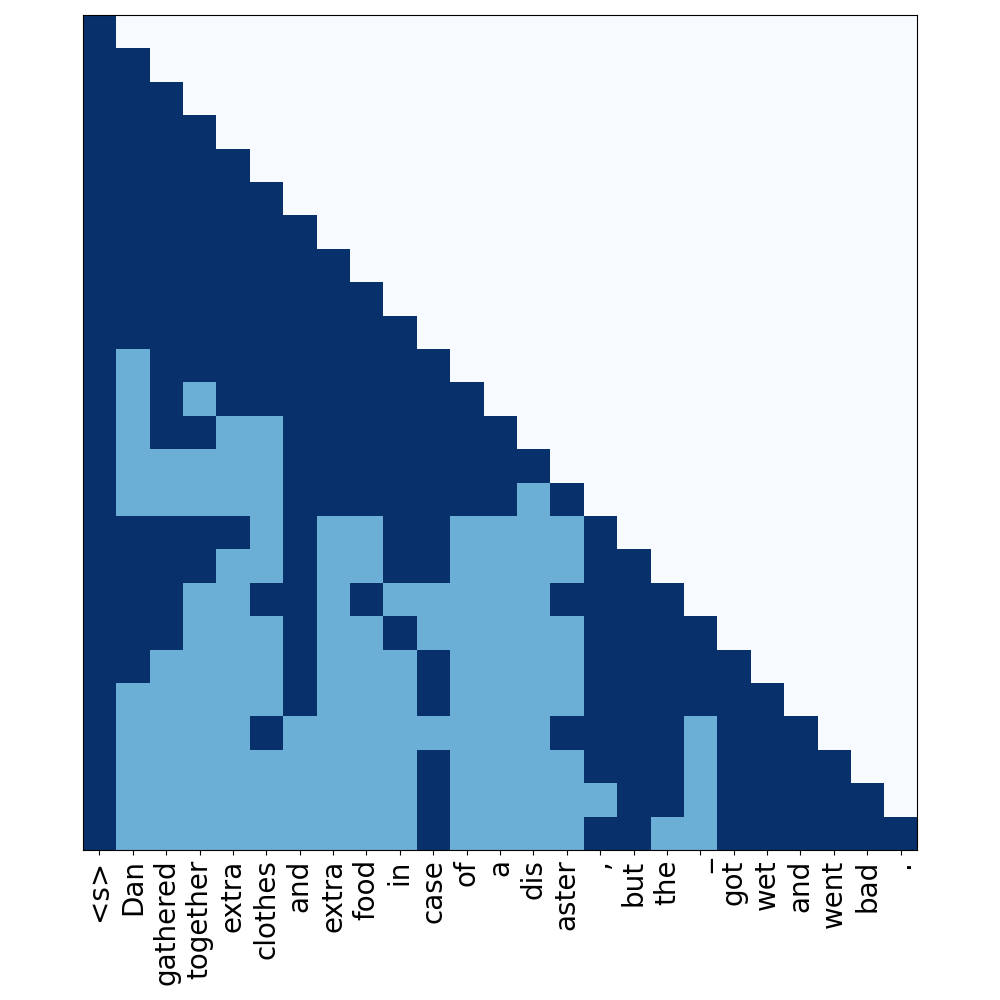 <s>
Dan
gathered
together
extra
clothes
and
extra
food
in
case
of
a
dis
aster
,
but
the
_
got
wet
and
went
bad
.